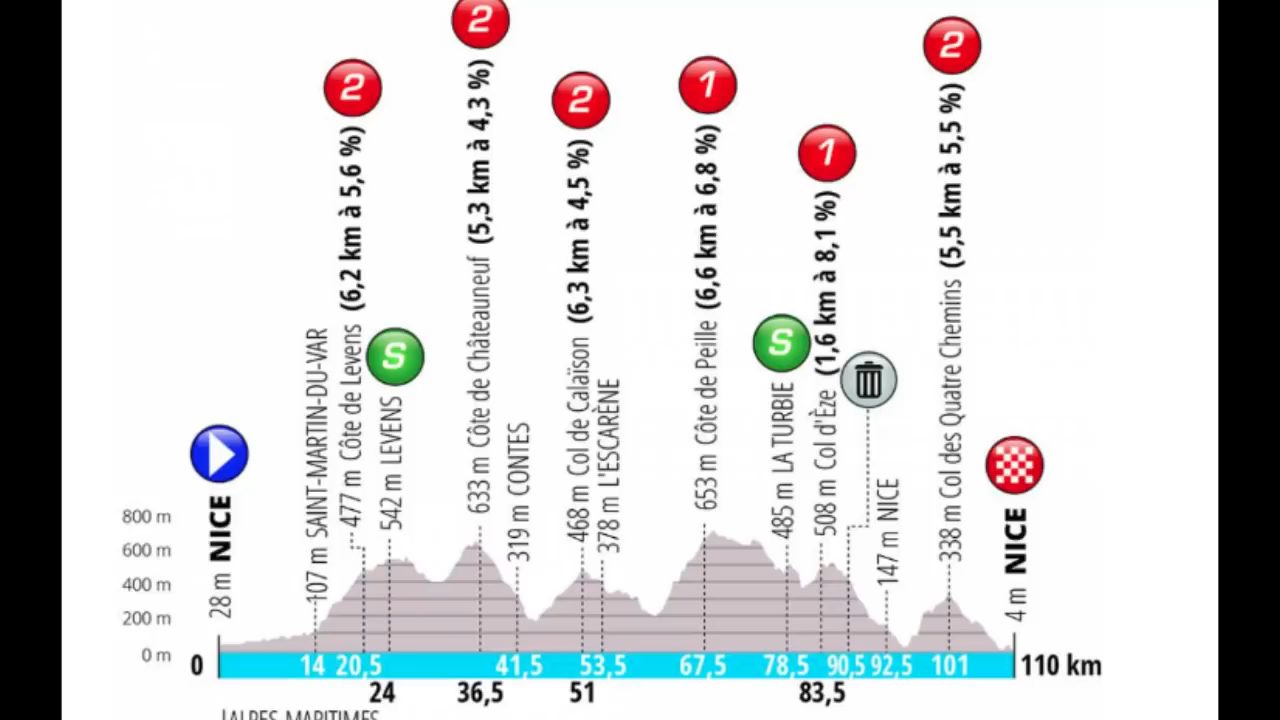 2
2
2
1
1
2
S
S
28 m NICE
107 m SAINT-MARTIN-DU-VAR
477 m Côte de Levens (6,2 km à 5,6 %)
542 m LEVENS
633 m Côte de Châteauneuf (5,3 km à 4,3 %)
319 m CONTES
468 m Col de Calaïson (6,3 km à 4,5 %)
378 m L'ESCARÈNE
653 m Côte de Peille (6,6 km à 6,8 %)
485 m LA TURBIE
508 m Col d'Èze (1,6 km à 8,1 %)
147 m NICE
338 m Col des Quatre Chemins (5,5 km à 5,5 %)
4 m NICE
800 m
600 m
400 m
200 m
0 m
0 14 20,5 41,5 53,5 67,5 78,5 90,5 92,5 101 110 km
24 36,5 51 83,5
ALPES-MARITIMES